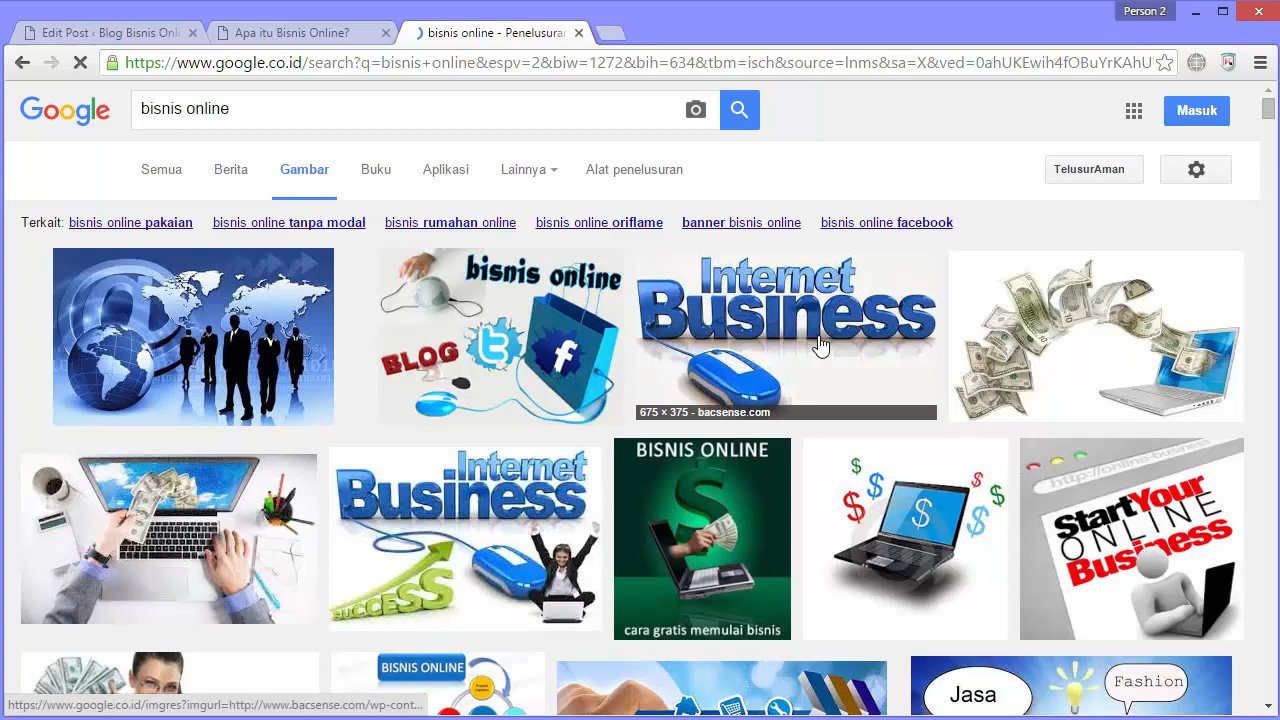 Person 2
Edit Post ‹ Blog Bisnis Onli
Apa itu Bisnis Online?
bisnis online - Penelusuran
https://www.google.co.id/search?q=bisnis+online&espv=2&biw=1272&bih=634&tbm=isch&source=lnms&sa=X&ved=0ahUKEwih4fOBuYrKAhU
Google
bisnis online
Masuk
Semua
Berita
Gambar
Buku
Aplikasi
Lainnya
Alat penelusuran
TelusurAman
Terkait: bisnis online pakaian bisnis online tanpa modal bisnis rumahan online bisnis online oriflame banner bisnis online bisnis online facebook
bisnis online
BLOG
Internet
Business
675 × 375 - bacsense.com
Internet
Business
SUCCESS
BISNIS ONLINE
cara gratis memulai bisnis
http://online-busine
Start Your
ONLINE
Business
BISNIS ONLINE
Jasa
Fashion
https://www.google.co.id/imgres?imgurl=http://www.bacsense.com/wp-cont...